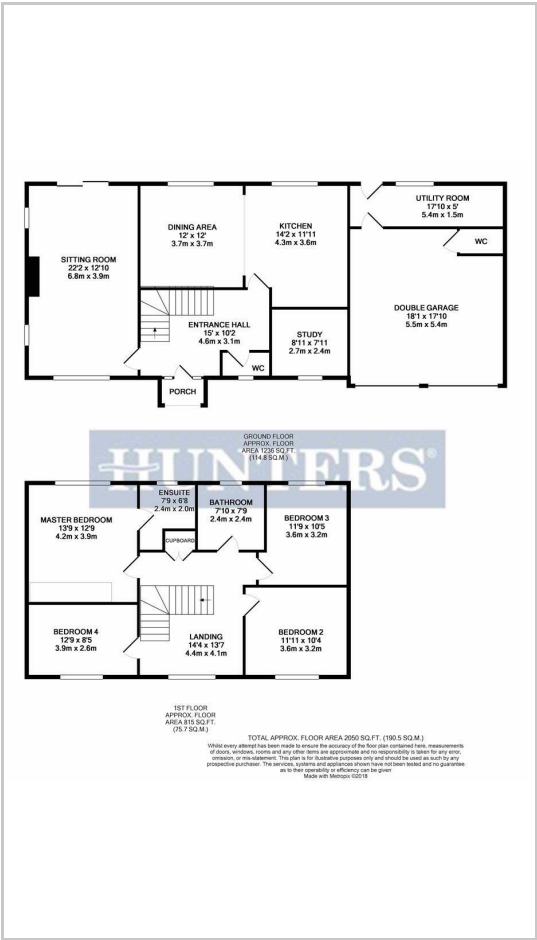 UTILITY ROOM
17'10 x 5'
5.4m x 1.5m
DINING AREA
12' x 12'
3.7m x 3.7m
KITCHEN
14'2 x 11'11
4.3m x 3.6m
WC
SITTING ROOM
22'2 x 12'10
6.8m x 3.9m
DOUBLE GARAGE
18'1 x 17'10
5.5m x 5.4m
ENTRANCE HALL
15' x 10'2
4.6m x 3.1m
STUDY
8'11 x 7'11
2.7m x 2.4m
WC
PORCH
HUNTERS®
GROUND FLOOR
APPROX. FLOOR
AREA 1236 SQ.FT.
(114.8 SQ.M.)
ENSUITE
7'9 x 6'8
2.4m x 2.0m
BATHROOM
7'10 x 7'9
2.4m x 2.4m
MASTER BEDROOM
13'9 x 12'9
4.2m x 3.9m
BEDROOM 3
11'9 x 10'5
3.6m x 3.2m
CUPBOARD
BEDROOM 4
12'9 x 8'5
3.9m x 2.6m
LANDING
14'4 x 13'7
4.4m x 4.1m
BEDROOM 2
11'11 x 10'4
3.6m x 3.2m
1ST FLOOR
APPROX. FLOOR
AREA 815 SQ.FT.
(75.7 SQ.M.)
TOTAL APPROX. FLOOR AREA 2050 SQ.FT. (190.5 SQ.M.)
Whilst every attempt has been made to ensure the accuracy of the floor plan contained here, measurements
of doors, windows, rooms and any other items are approximate and no responsibility is taken for any error,
omission, or mis-statement. This plan is for illustrative purposes only and should be used as such by any
prospective purchaser. The services, systems and appliances shown have not been tested and no guarantee
as to their operability or efficiency can be given
Made with Metropix ©2018